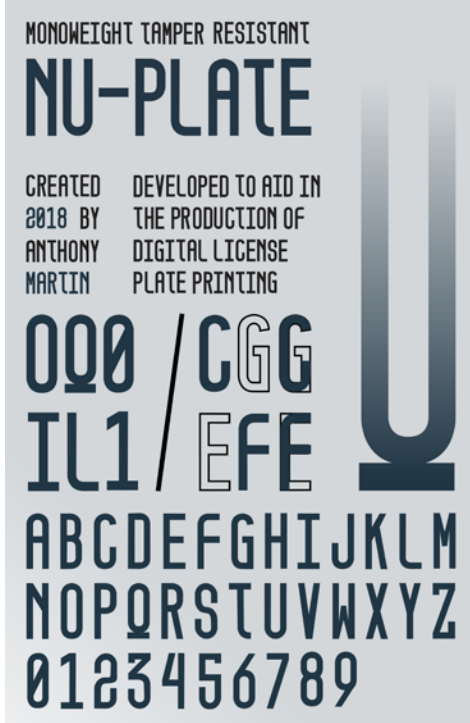 MONOWEIGHT TAMPER RESISTANT
NU-PLATE
CREATED
2018 BY
ANTHONY
MARTIN
DEVELOPED TO AID IN
THE PRODUCTION OF
DIGITAL LICENSE
PLATE PRINTING
OQ0 / CGG
IL1 / EFE
ABCDEFGHIJKLM
NOPQRSTUVWXYZ
0123456789